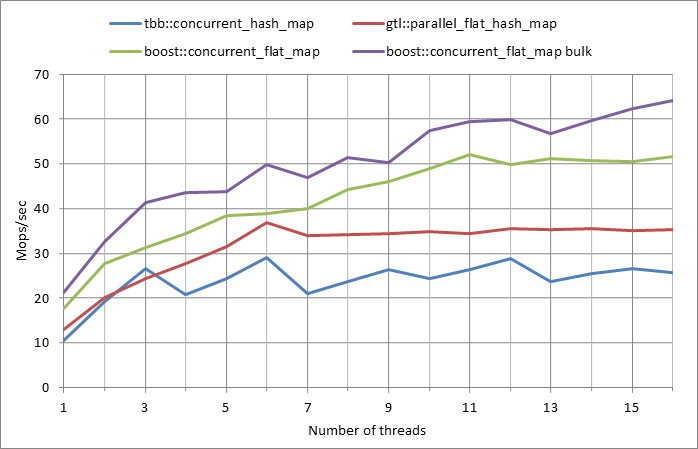 tbb::concurrent_hash_map gtl::parallel_flat_hash_map
boost::concurrent_flat_map boost::concurrent_flat_map bulk
70
60
50
40
30
20
10
0
Mops/sec
1 3 5 7 9 11 13 15
Number of threads